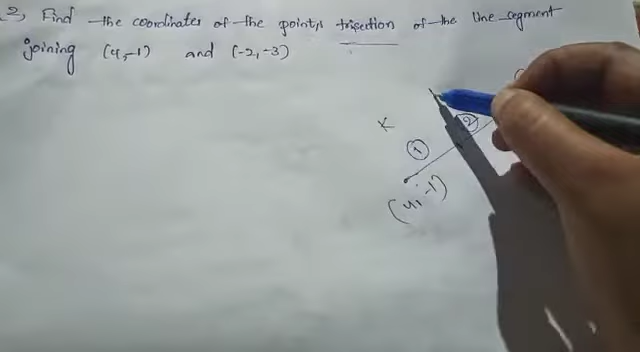 2, Find the coordinates of the points trisection of the line segment
joining (4,-1) and (-2,-3)
②
①
(4, -1)